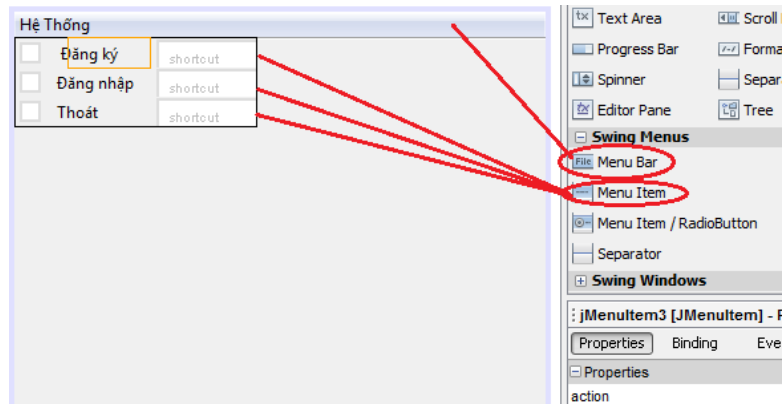 Hệ Thống
Đăng ký shortcut
Đăng nhập shortcut
Thoát shortcut
Text Area Scroll
Progress Bar Forma
Spinner Separ
Editor Pane Tree
Swing Menus
File Menu Bar
Menu Item
Menu Item / RadioButton
Separator
Swing Windows
jMenuItem3 [JMenuItem] - P
Properties Binding Eve
Properties
action